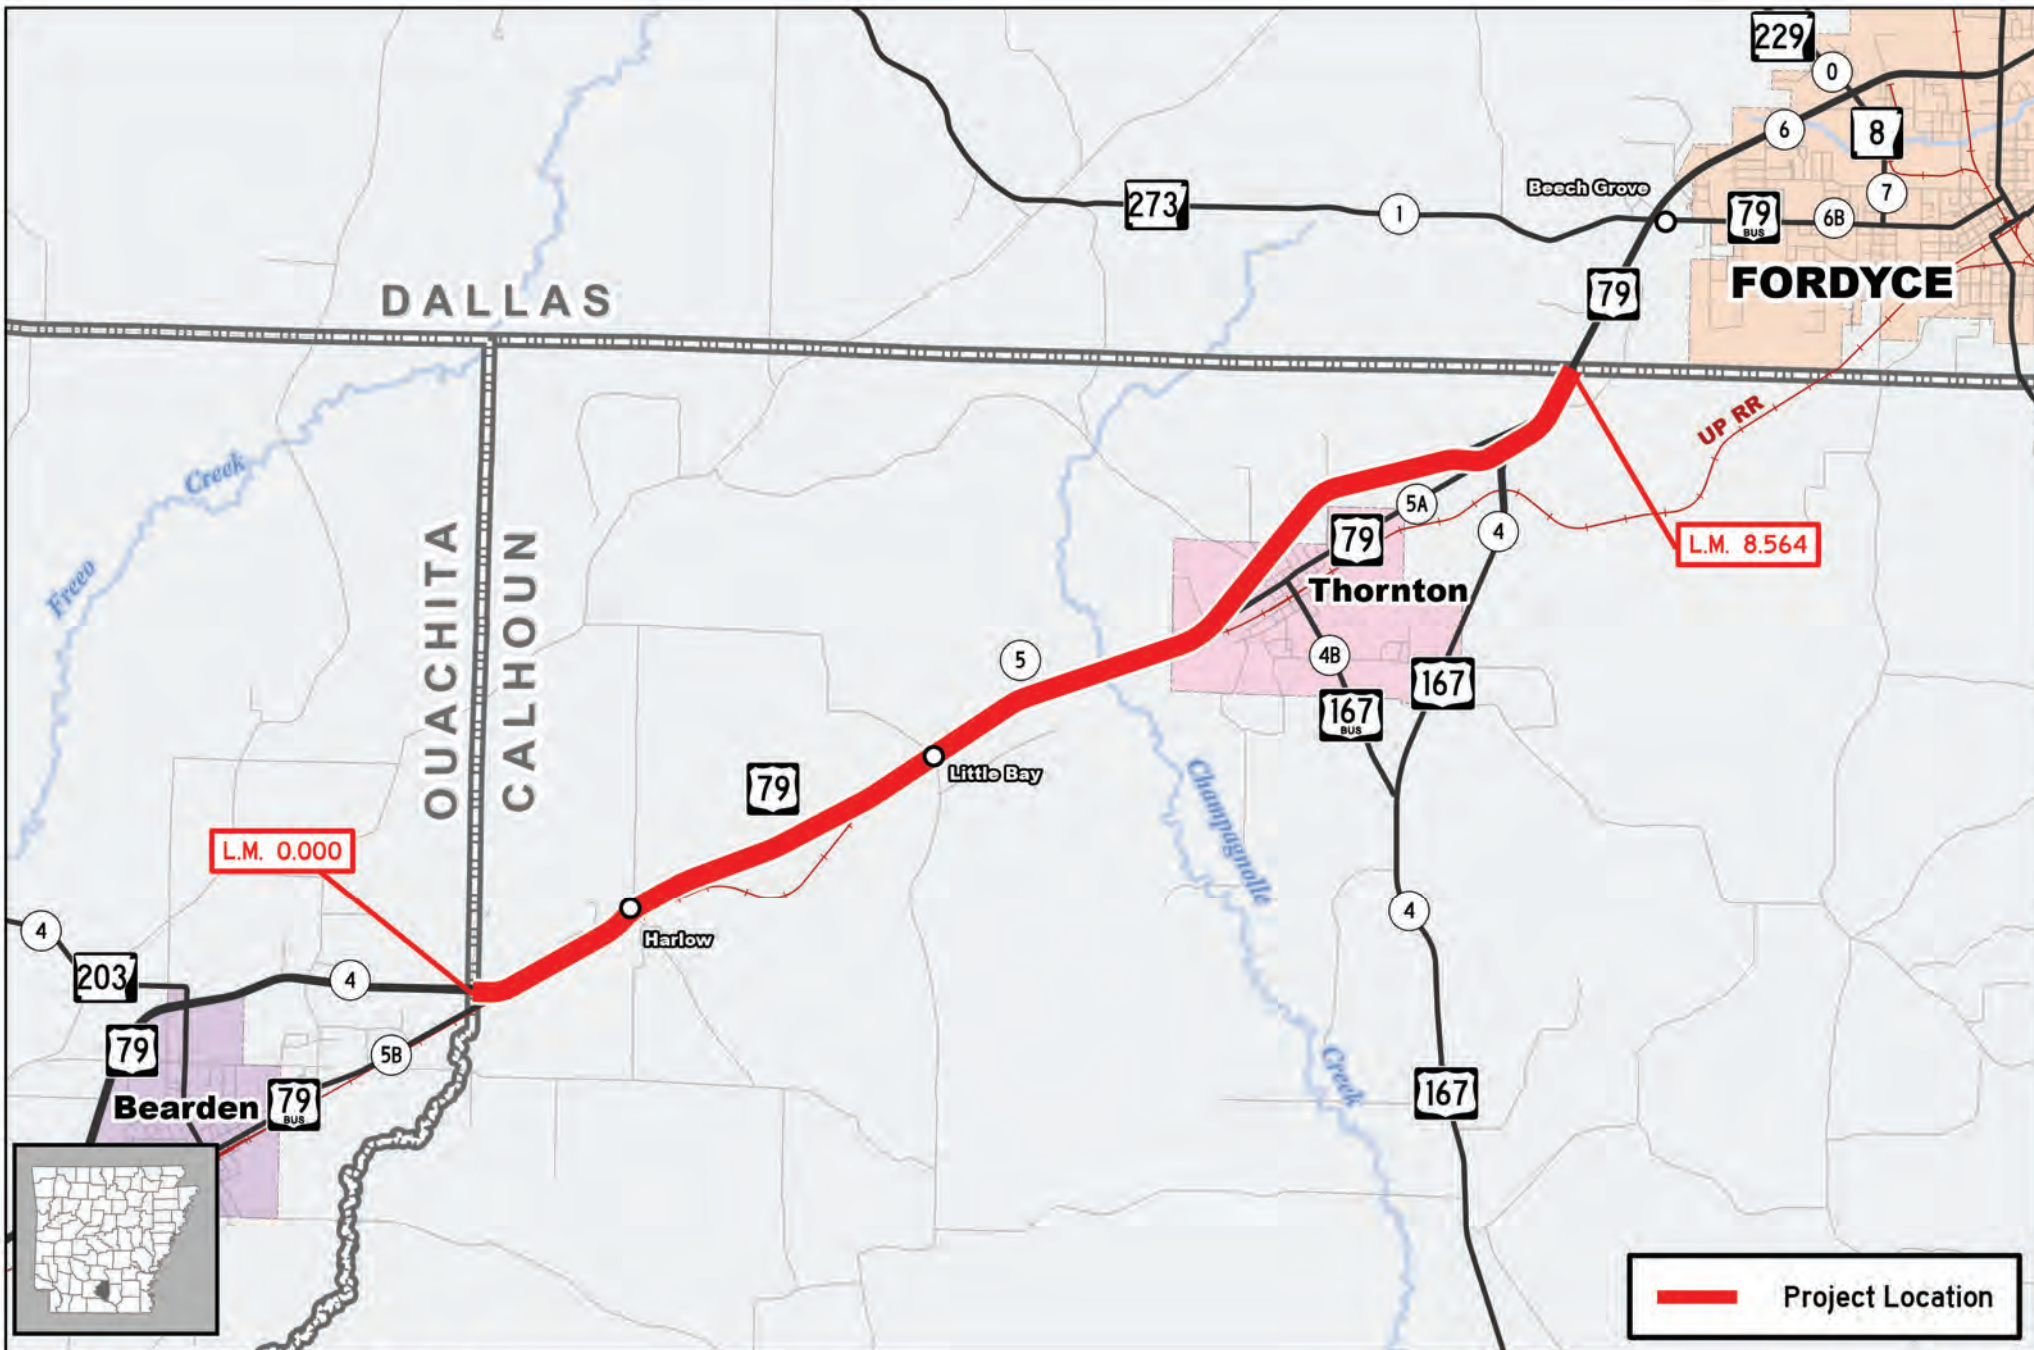 229
0
6
8
Beech Grove
7
273
1
79
BUS
6B
79
FORDYCE
DALLAS
UP RR
Creek
5A
79
4
L.M. 8.564
OUACHITA
CALHOUN
Freeo
Thornton
5
4B
167
167
BUS
Little Bay
79
Champagnolle
L.M. 0.000
4
Harlow
4
203
4
79
5B
Creek
167
Bearden
79
BUS
Project Location